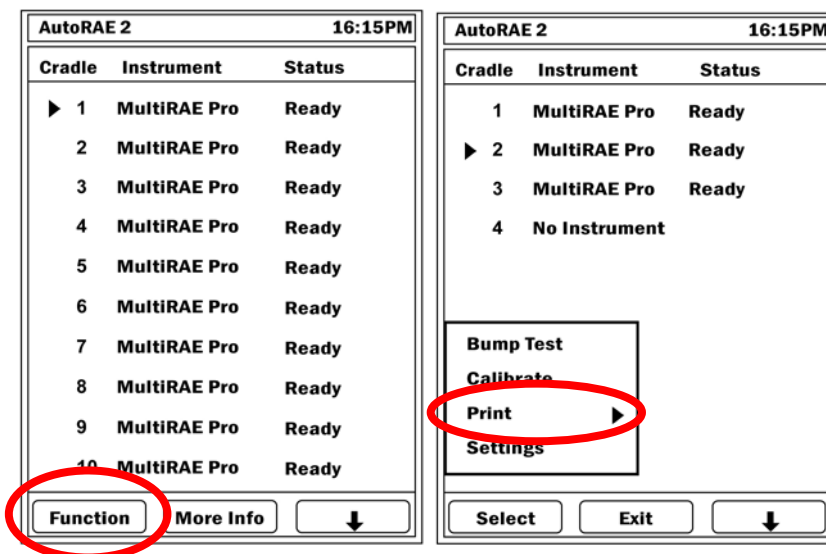 AutoRAE 2 16:15PM
Cradle Instrument Status
1 MultiRAE Pro Ready
2 MultiRAE Pro Ready
3 MultiRAE Pro Ready
4 MultiRAE Pro Ready
5 MultiRAE Pro Ready
6 MultiRAE Pro Ready
7 MultiRAE Pro Ready
8 MultiRAE Pro Ready
9 MultiRAE Pro Ready
10 MultiRAE Pro Ready
Function More Info
AutoRAE 2 16:15PM
Cradle Instrument Status
1 MultiRAE Pro Ready
2 MultiRAE Pro Ready
3 MultiRAE Pro Ready
4 No Instrument
Bump Test
Calibrate
Print
Settings
Select Exit